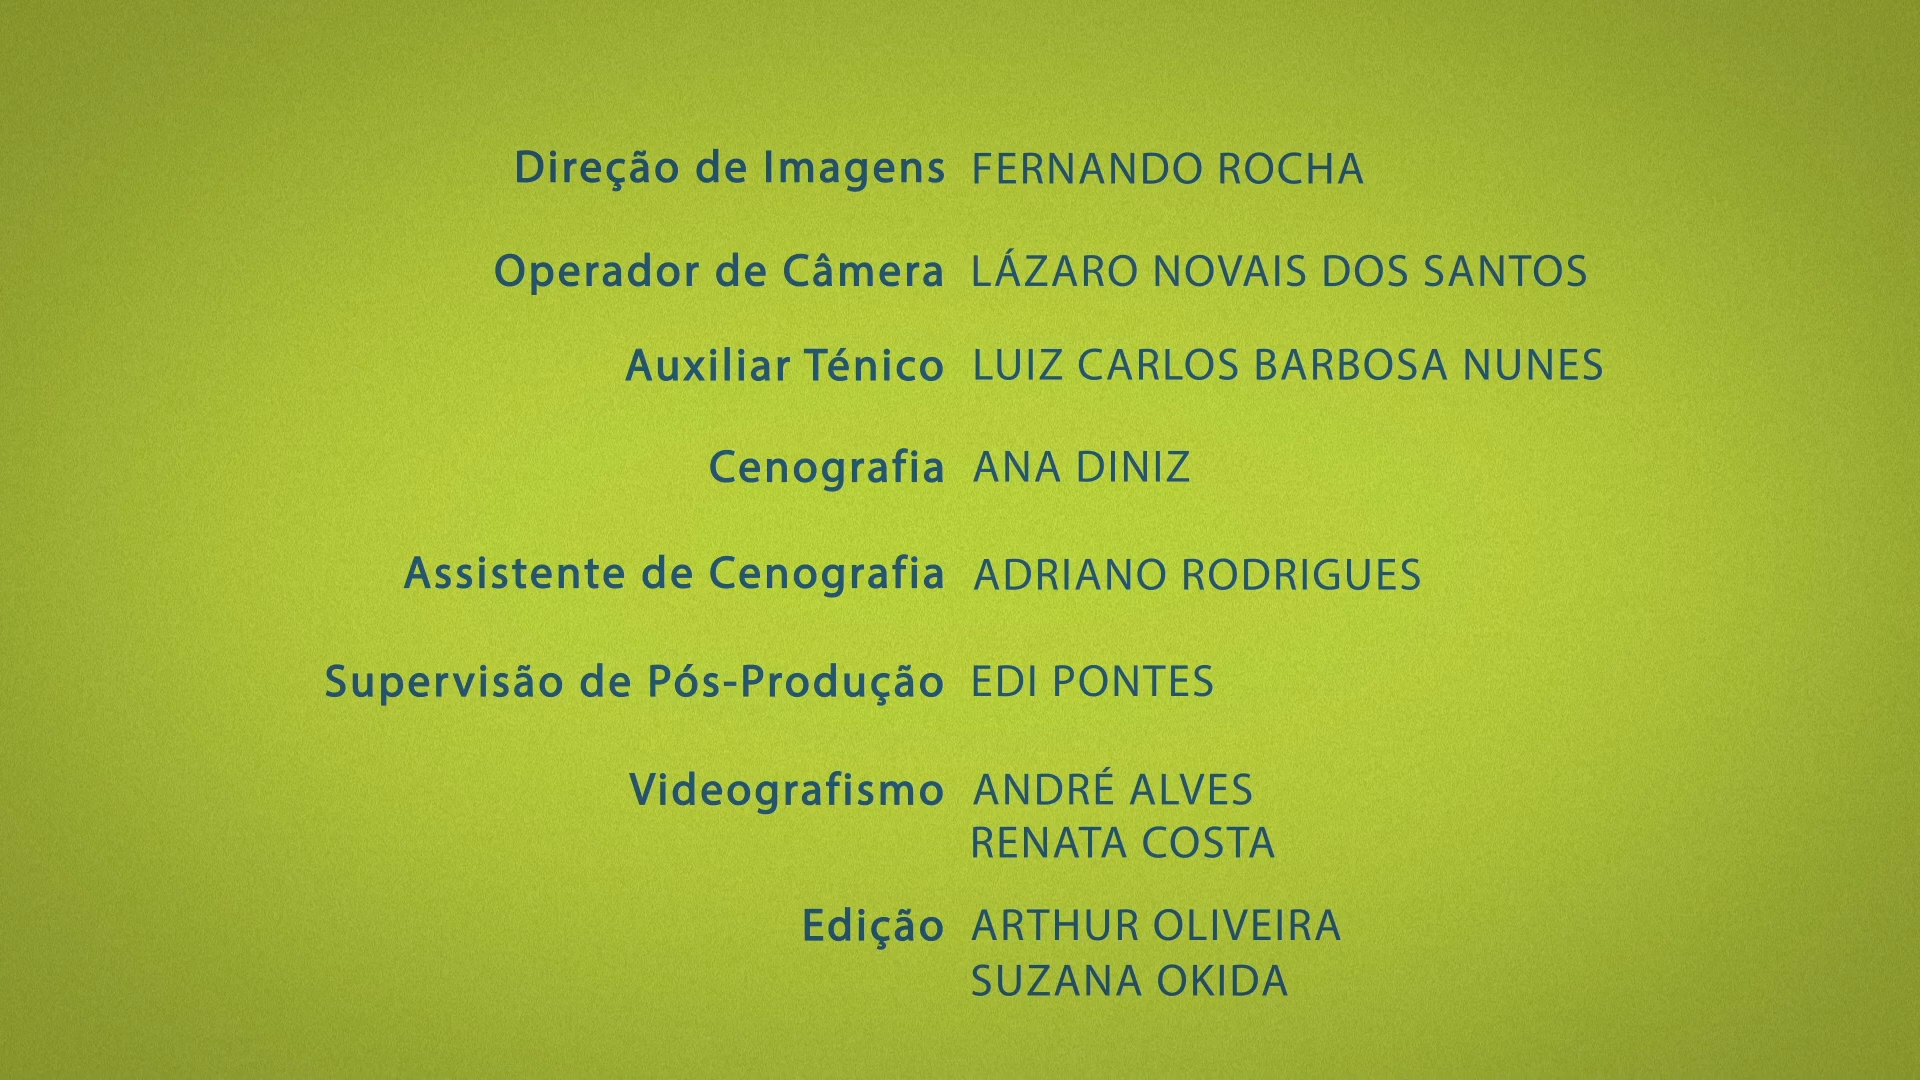 Direção de Imagens FERNANDO ROCHA
Operador de Câmera LÁZARO NOVAIS DOS SANTOS
Auxiliar Ténico LUIZ CARLOS BARBOSA NUNES
Cenografia ANA DINIZ
Assistente de Cenografia ADRIANO RODRIGUES
Supervisão de Pós-Produção EDI PONTES
Videografismo ANDRÉ ALVES
RENATA COSTA
Edição ARTHUR OLIVEIRA
SUZANA OKIDA